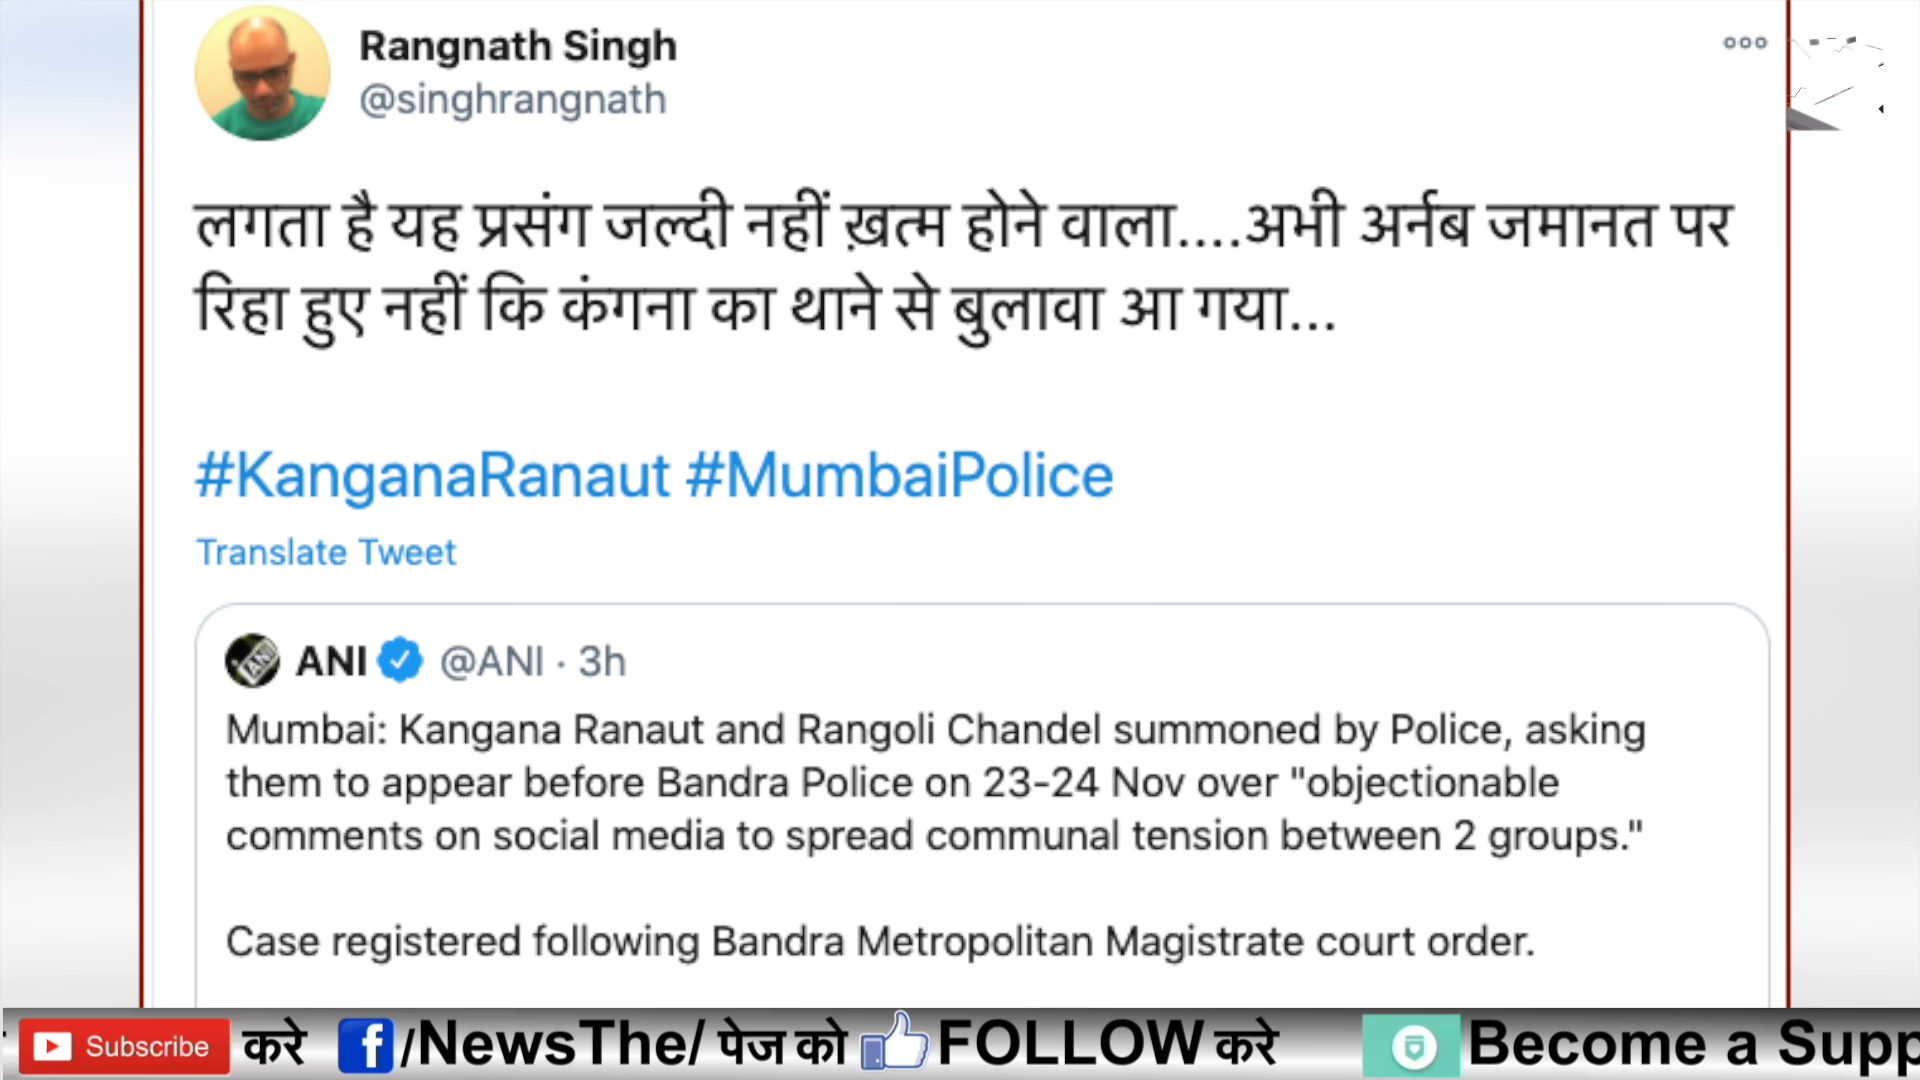 Rangnath Singh
@singhrangnath
लगता है यह प्रसंग जल्दी नहीं ख़त्म होने वाला....अभी अर्नब जमानत पर
रिहा हुए नहीं कि कंगना का थाने से बुलावा आ गया...
#KanganaRanaut #MumbaiPolice
Translate Tweet
ANI @ANI · 3h
Mumbai: Kangana Ranaut and Rangoli Chandel summoned by Police, asking
them to appear before Bandra Police on 23-24 Nov over "objectionable
comments on social media to spread communal tension between 2 groups."
Case registered following Bandra Metropolitan Magistrate court order.
Subscribe करे f/NewsThe/ पेज को FOLLOW करे Become a Supp